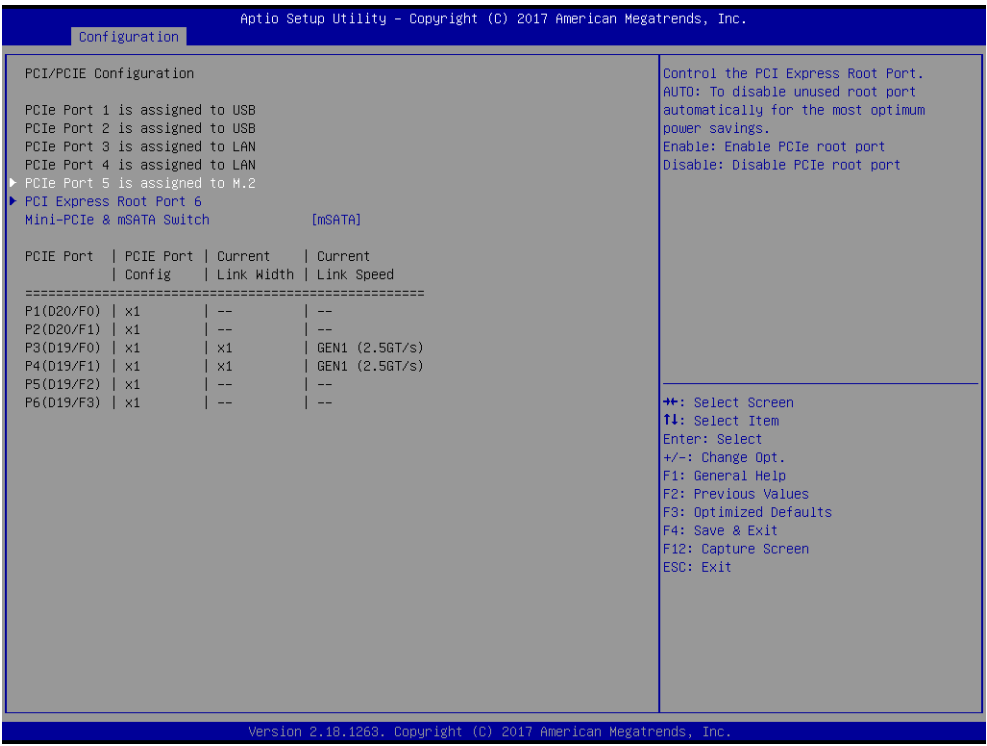 Aptio Setup Utility – Copyright (C) 2017 American Megatrends, Inc.
Configuration
PCI/PCIE Configuration
PCIe Port 1 is assigned to USB
PCIe Port 2 is assigned to USB
PCIe Port 3 is assigned to LAN
PCIe Port 4 is assigned to LAN
PCIe Port 5 is assigned to M.2
PCI Express Root Port 6
Mini-PCIe & mSATA Switch [mSATA]
PCIE Port | PCIE Port | Current | Current
| Config | Link Width | Link Speed
====================================================
P1(D20/F0) | x1 | -- | --
P2(D20/F1) | x1 | -- | --
P3(D19/F0) | x1 | x1 | GEN1 (2.5GT/s)
P4(D19/F1) | x1 | x1 | GEN1 (2.5GT/s)
P5(D19/F2) | x1 | -- | --
P6(D19/F3) | x1 | -- | --
Control the PCI Express Root Port.
AUTO: To disable unused root port
automatically for the most optimum
power savings.
Enable: Enable PCIe root port
Disable: Disable PCIe root port
→←: Select Screen
↑↓: Select Item
Enter: Select
+/-: Change Opt.
F1: General Help
F2: Previous Values
F3: Optimized Defaults
F4: Save & Exit
F12: Capture Screen
ESC: Exit
Version 2.18.1263. Copyright (C) 2017 American Megatrends, Inc.